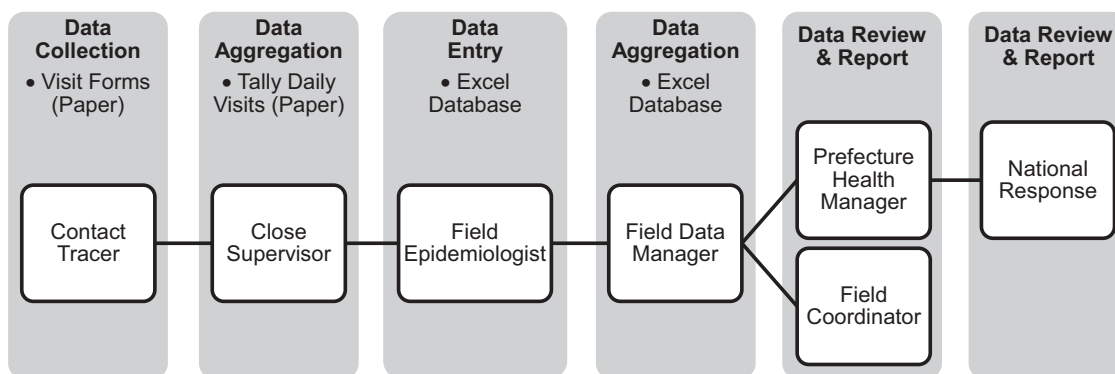 Data
Collection
• Visit Forms
(Paper)
Contact
Tracer
Data
Aggregation
• Tally Daily
Visits (Paper)
Close
Supervisor
Data
Entry
• Excel
Database
Field
Epidemiologist
Data
Aggregation
• Excel
Database
Field Data
Manager
Data Review
& Report
Prefecture
Health
Manager
Field
Coordinator
Data Review
& Report
National
Response